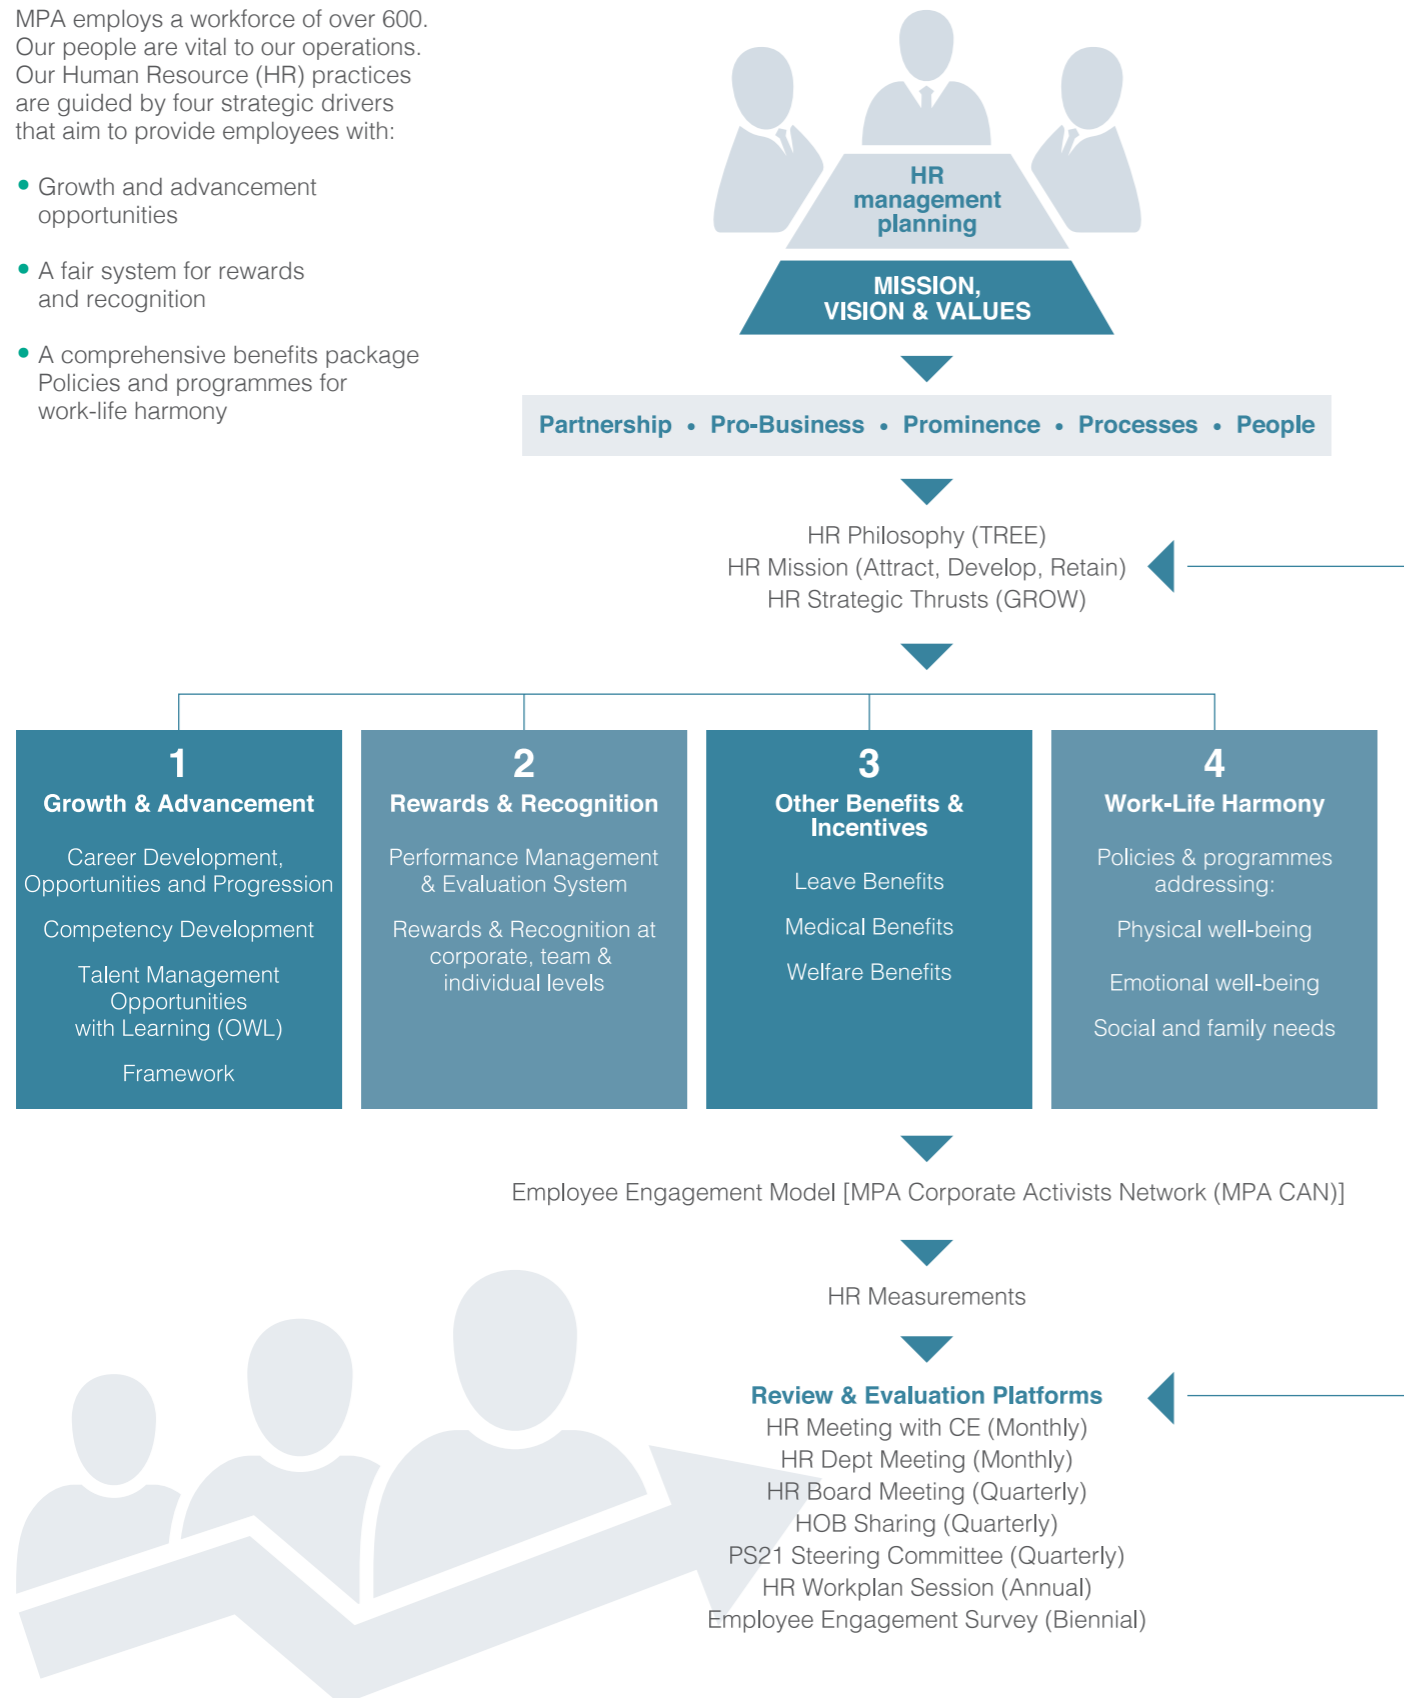 MPA employs a workforce of over 600.
Our people are vital to our operations.
Our Human Resource (HR) practices
are guided by four strategic drivers
that aim to provide employees with:
• Growth and advancement
opportunities
• A fair system for rewards
and recognition
• A comprehensive benefits package
Policies and programmes for
work-life harmony
HR
management
planning
MISSION,
VISION & VALUES
Partnership • Pro-Business • Prominence • Processes • People
HR Philosophy (TREE)
HR Mission (Attract, Develop, Retain)
HR Strategic Thrusts (GROW)
1
Growth & Advancement
Career Development,
Opportunities and Progression
Competency Development
Talent Management
Opportunities
with Learning (OWL)
Framework
2
Rewards & Recognition
Performance Management
& Evaluation System
Rewards & Recognition at
corporate, team &
individual levels
3
Other Benefits &
Incentives
Leave Benefits
Medical Benefits
Welfare Benefits
4
Work-Life Harmony
Policies & programmes
addressing:
Physical well-being
Emotional well-being
Social and family needs
Employee Engagement Model [MPA Corporate Activists Network (MPA CAN)]
HR Measurements
Review & Evaluation Platforms
HR Meeting with CE (Monthly)
HR Dept Meeting (Monthly)
HR Board Meeting (Quarterly)
HOB Sharing (Quarterly)
PS21 Steering Committee (Quarterly)
HR Workplan Session (Annual)
Employee Engagement Survey (Biennial)